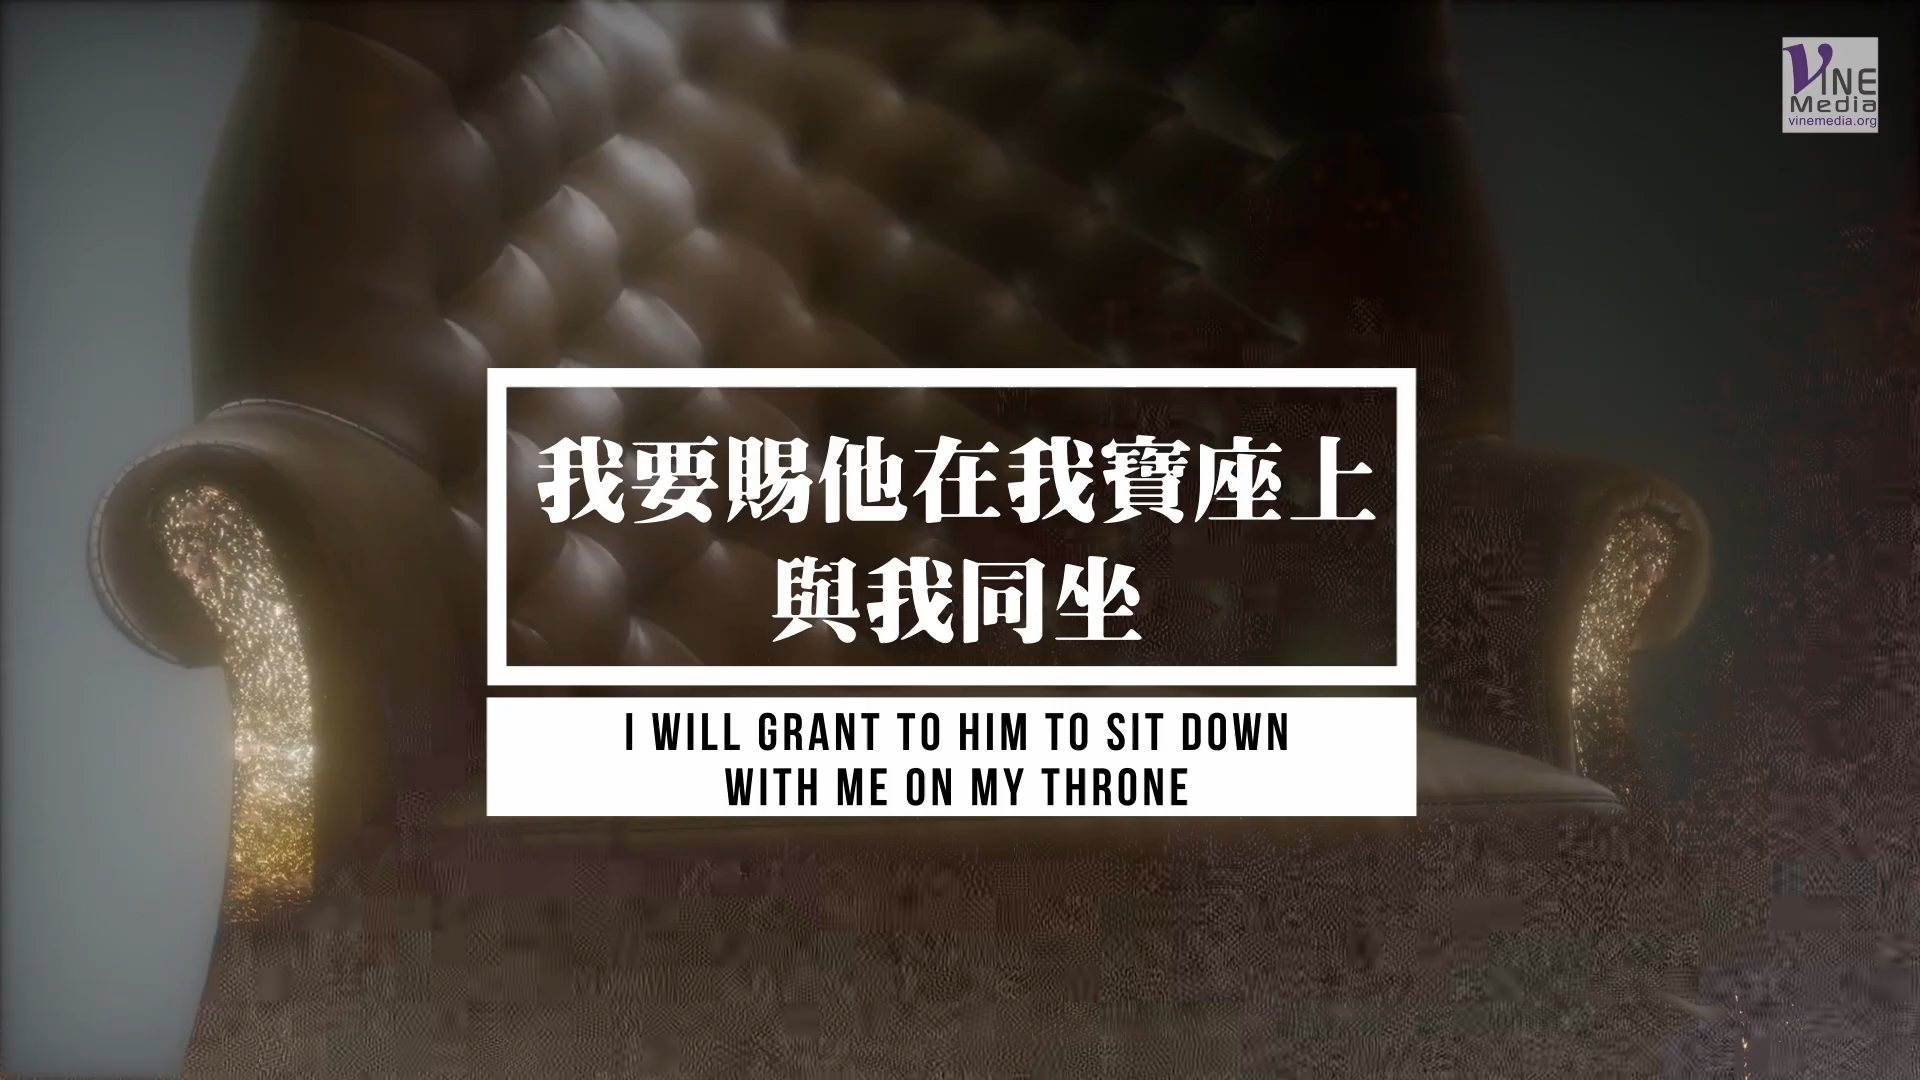 VINE
Media
vinemedia.org
我要賜他在我寶座上
與我同坐
I WILL GRANT TO HIM TO SIT DOWN
WITH ME ON MY THRONE